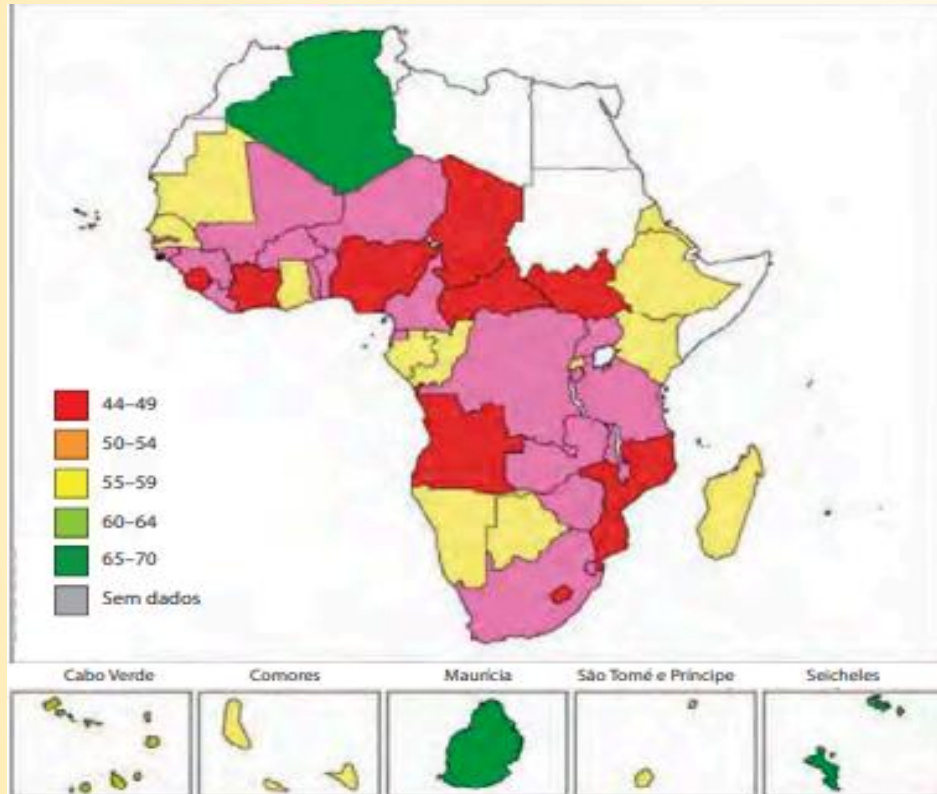 44–49
50–54
55–59
60–64
65–70
Sem dados
Cabo Verde
Comores
Maurícia
São Tomé e Príncipe
Seicheles